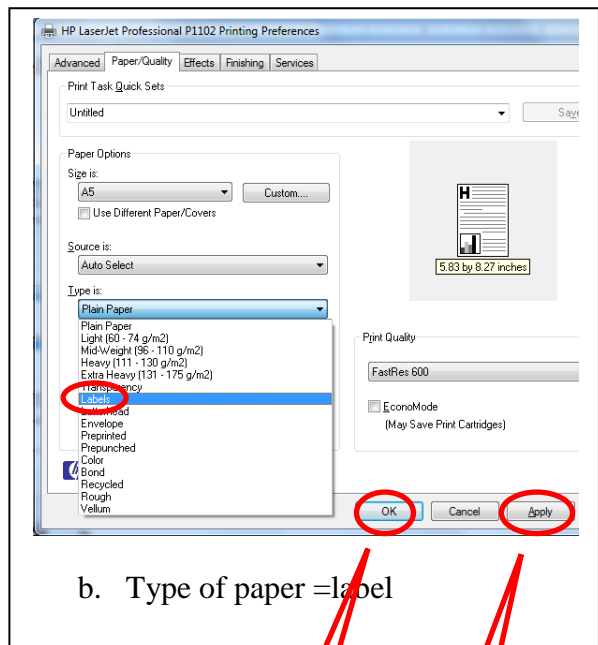 HP LaserJet Professional P1102 Printing Preferences
Advanced Paper/Quality Effects Finishing Services
Print Task Quick Sets
Untitled
Save
Paper Options
Size is:
A5 Custom....
Use Different Paper/Covers
Source is:
Auto Select
5.83 by 8.27 inches
Type is:
Plain Paper
Plain Paper
Light (60 - 74 g/m2)
Mid-Weight (96 - 110 g/m2)
Heavy (111 - 130 g/m2)
Extra Heavy (131 - 175 g/m2)
Transparency
Labels
Letterhead
Envelope
Preprinted
Prepunched
Color
Bond
Recycled
Rough
Vellum
Print Quality
FastRes 600
EconoMode
(May Save Print Cartridges)
OK Cancel Apply
b. Type of paper =label